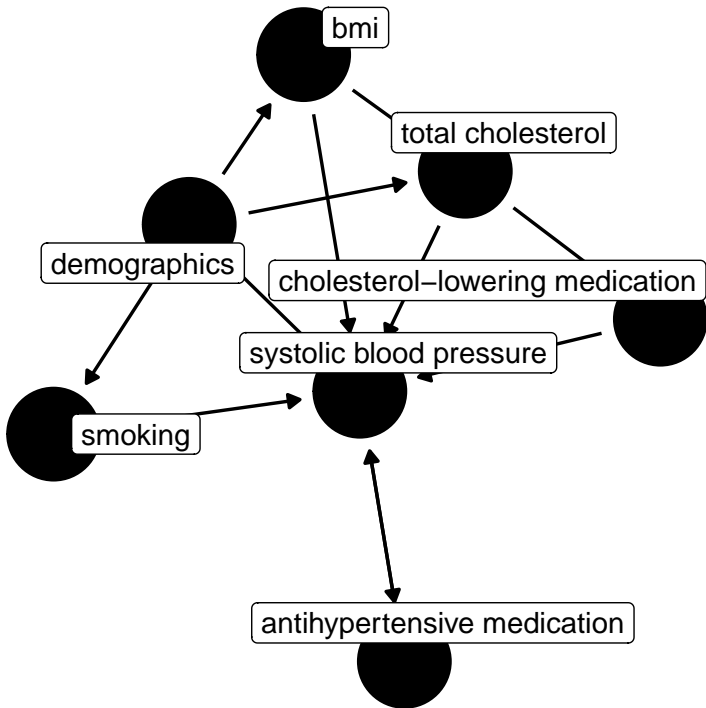 bmi
total cholesterol
demographics
cholesterol−lowering medication
systolic blood pressure
smoking
antihypertensive medication